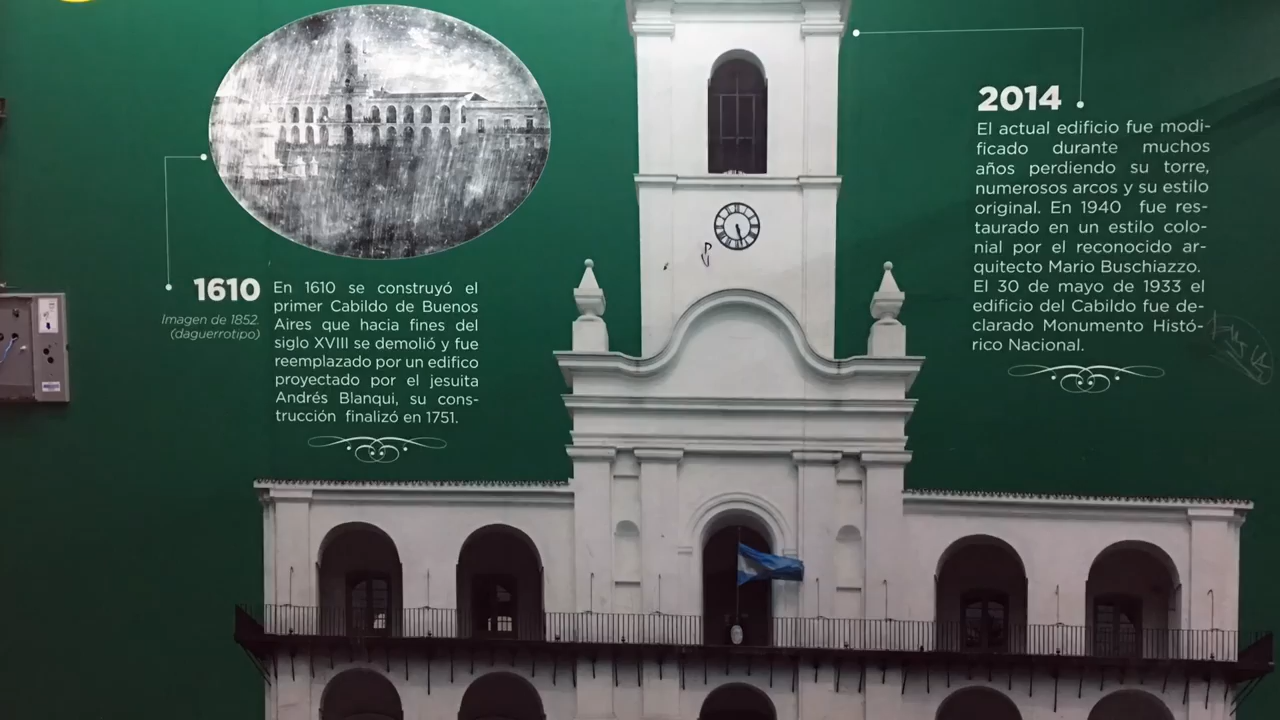 1610
Imagen de 1852.
(daguerrotipo)
En 1610 se construyó el
primer Cabildo de Buenos
Aires que hacia fines del
siglo XVIII se demolió y fue
reemplazado por un edifico
proyectado por el jesuita
Andrés Blanqui, su cons-
trucción finalizó en 1751.
2014
El actual edificio fue modi-
ficado durante muchos
años perdiendo su torre,
numerosos arcos y su estilo
original. En 1940 fue res-
taurado en un estilo colo-
nial por el reconocido ar-
quitecto Mario Buschiazzo.
El 30 de mayo de 1933 el
edificio del Cabildo fue de-
clarado Monumento Histó-
rico Nacional.